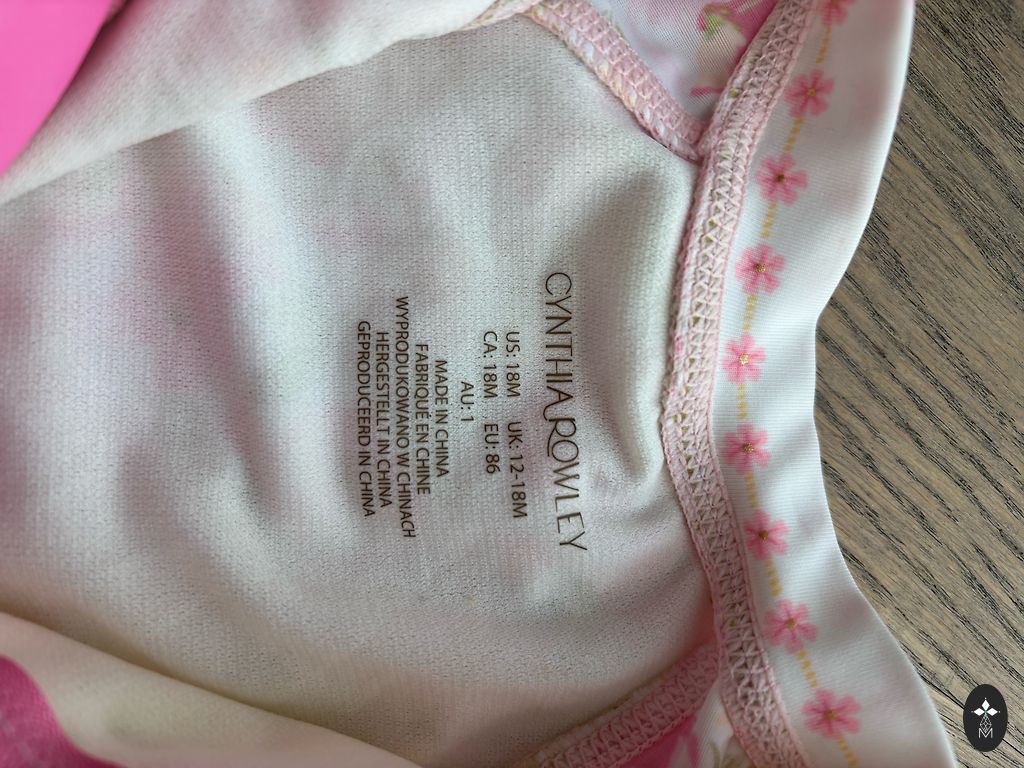 CYNTHIA ROWLEY
US: 18M UK: 12-18M
CA: 18M EU: 86
AU: 1
MADE IN CHINA
FABRIQUÉ EN CHINE
WYPRODUKOWANO W CHINACH
HERGESTELLT IN CHINA
GEPRODUCEERD IN CHINA
M